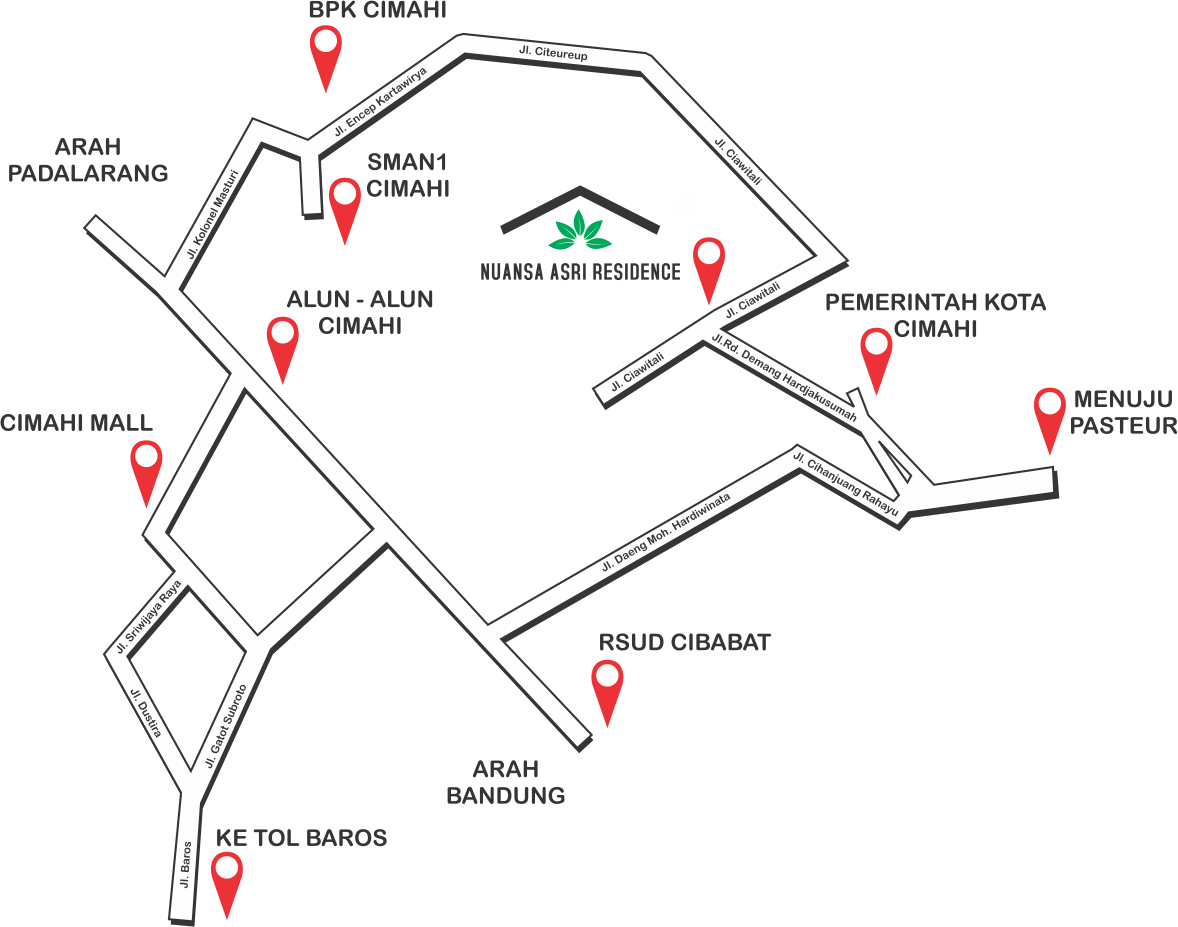 BPK CIMAHI
Jl. Citeureup
Jl. Encep Kartawirya
ARAH
PADALARANG
SMAN1
CIMAHI
Jl. Ciawitali
Jl. Kolonel Masturi
NUANSA ASRI RESIDENCE
ALUN - ALUN
CIMAHI
Jl. Ciawitali
PEMERINTAH KOTA
CIMAHI
Jl. Ciawitali
Jl.Rd. Demang Hardjakusumah
MENUJU
PASTEUR
CIMAHI MALL
Jl. Cihanjuang Rahayu
Jl. Daeng Moh. Hardiwinata
Jl. Sriwijaya Raya
RSUD CIBABAT
Jl. Dustira
Jl. Gatot Subroto
ARAH
BANDUNG
KE TOL BAROS
Jl. Baros